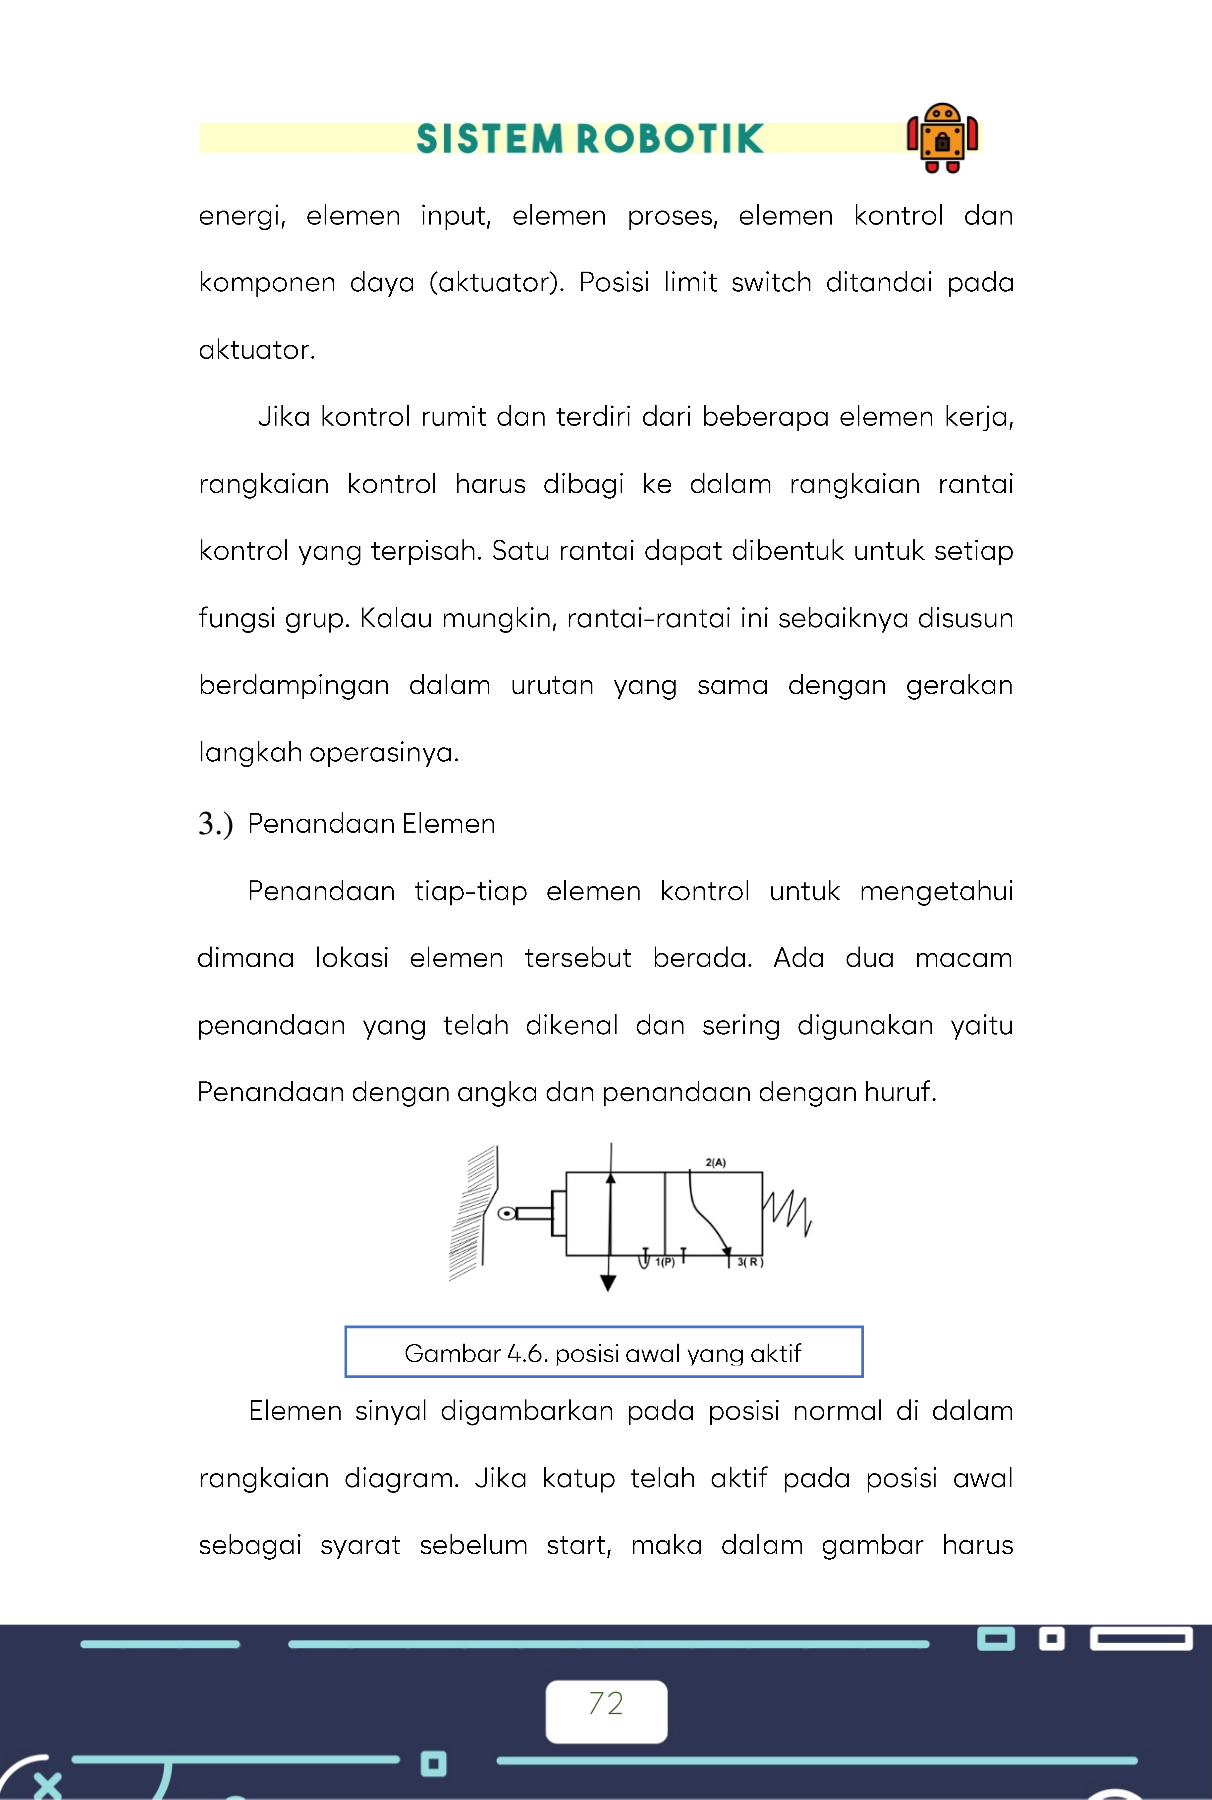 SISTEM ROBOTIK
energi, elemen input, elemen proses, elemen kontrol dan
komponen daya (aktuator). Posisi limit switch ditandai pada
aktuator.
Jika kontrol rumit dan terdiri dari beberapa elemen kerja,
rangkaian kontrol harus dibagi ke dalam rangkaian rantai
kontrol yang terpisah. Satu rantai dapat dibentuk untuk setiap
fungsi grup. Kalau mungkin, rantai-rantai ini sebaiknya disusun
berdampingan dalam urutan yang sama dengan gerakan
langkah operasinya.
3.) Penandaan Elemen
Penandaan tiap-tiap elemen kontrol untuk mengetahui
dimana lokasi elemen tersebut berada. Ada dua macam
penandaan yang telah dikenal dan sering digunakan yaitu
Penandaan dengan angka dan penandaan dengan huruf.
2(A)
1(P)
3( R )
Gambar 4.6. posisi awal yang aktif
Elemen sinyal digambarkan pada posisi normal di dalam
rangkaian diagram. Jika katup telah aktif pada posisi awal
sebagai syarat sebelum start, maka dalam gambar harus
72